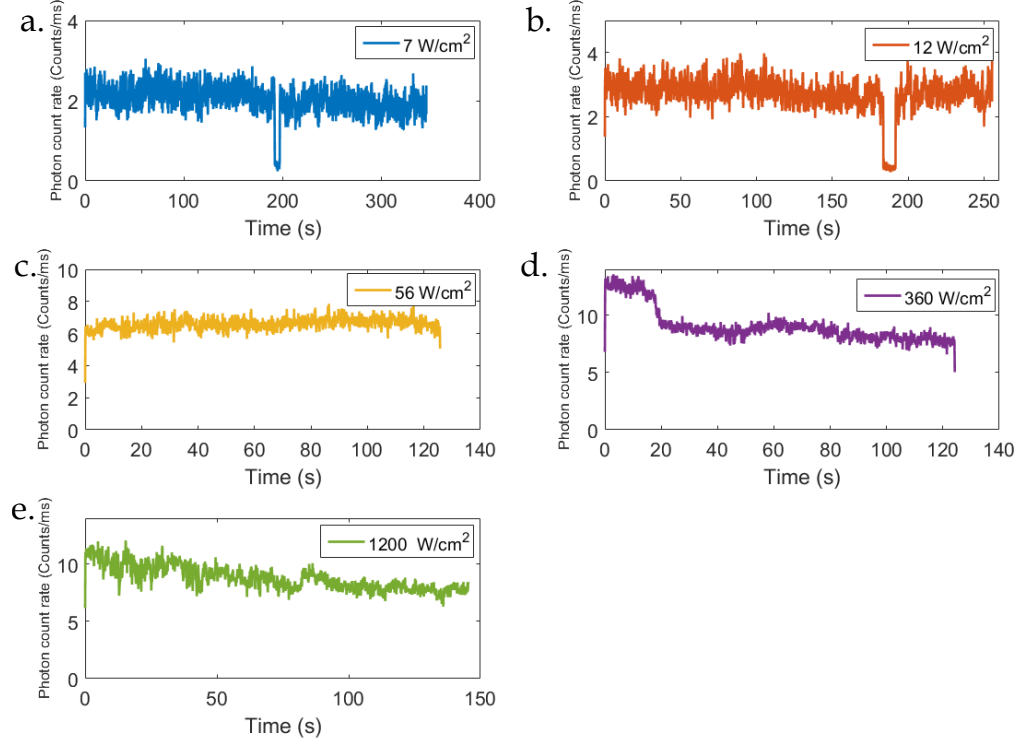 a.
Photon count rate (Counts/ms)
4
2
0
7 W/cm²
0 100 200 300 400
Time (s)
b.
Photon count rate (Counts/ms)
4
2
0
12 W/cm²
0 50 100 150 200 250
Time (s)
c.
Photon count rate (Counts/ms)
10
8
6
4
2
0
56 W/cm²
0 20 40 60 80 100 120 140
Time (s)
d.
Photon count rate (Counts/ms)
10
5
0
360 W/cm²
0 20 40 60 80 100 120 140
Time (s)
e.
Photon count rate (Counts/ms)
10
5
0
1200 W/cm²
0 50 100 150
Time (s)